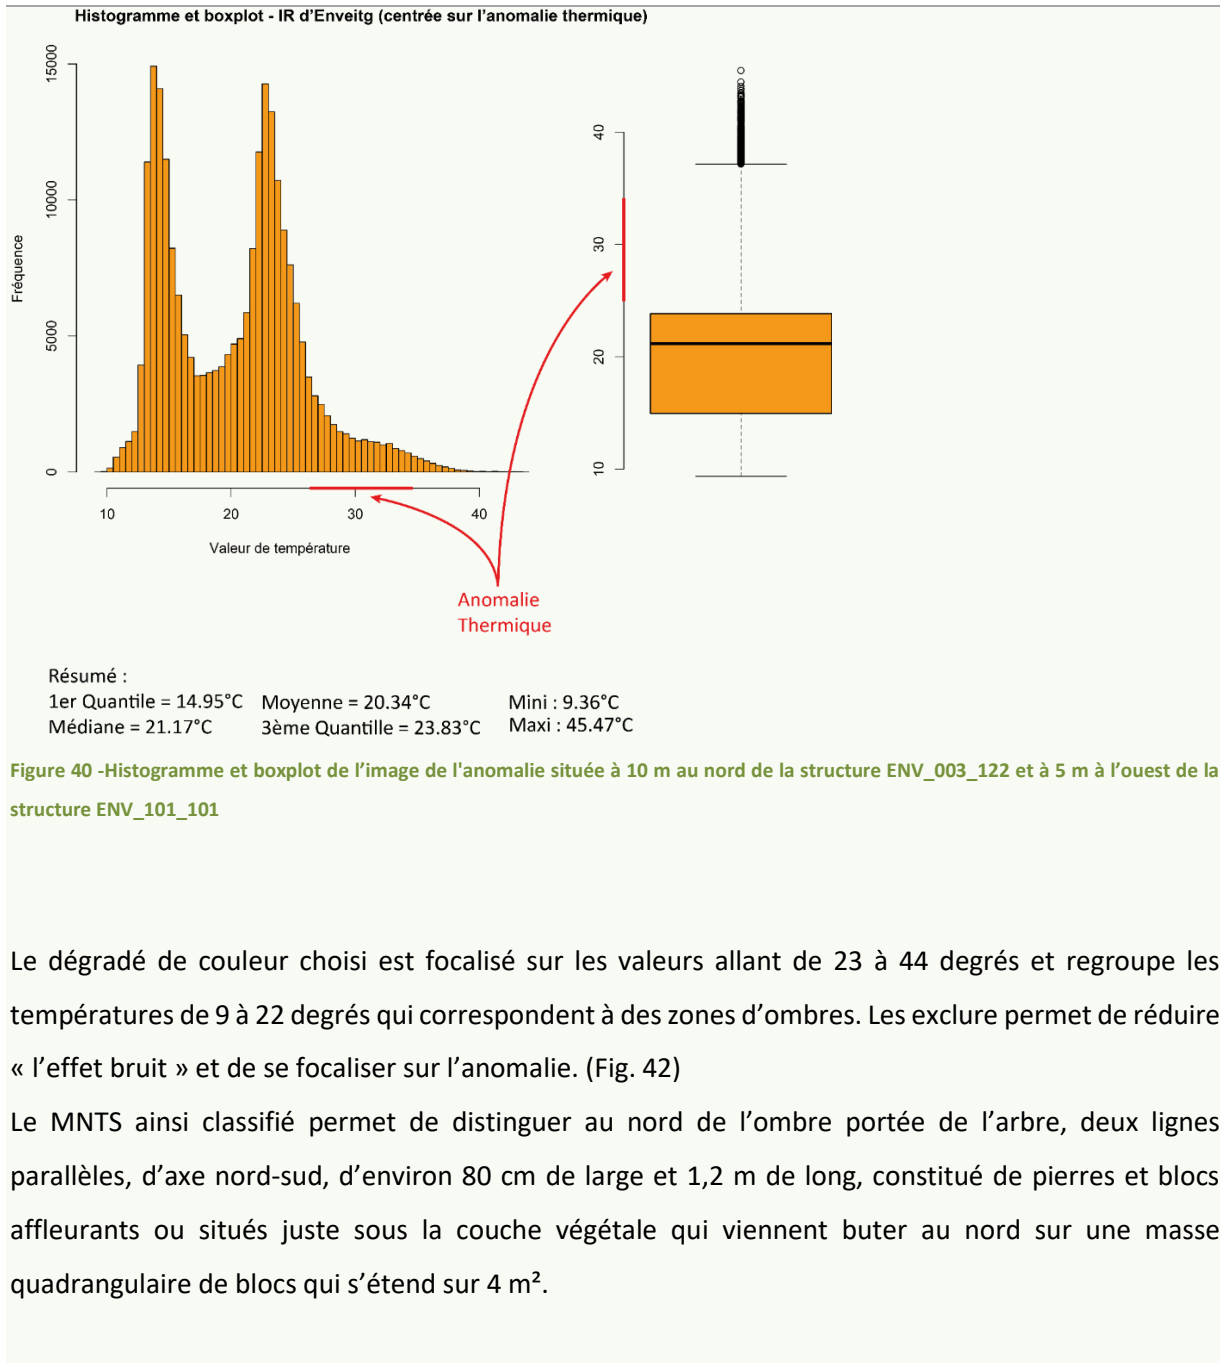 Histogramme et boxplot - IR d'Enveitg (centrée sur l'anomalie thermique)
15000
10000
5000
0
Fréquence
10
20
30
40
Valeur de température
40
30
20
10
Anomalie
Thermique
Résumé :
1er Quantile = 14.95°C Moyenne = 20.34°C Mini : 9.36°C
Médiane = 21.17°C 3ème Quantille = 23.83°C Maxi : 45.47°C
Figure 40 -Histogramme et boxplot de l'image de l'anomalie située à 10 m au nord de la structure ENV_003_122 et à 5 m à l'ouest de la
structure ENV_101_101
Le dégradé de couleur choisi est focalisé sur les valeurs allant de 23 à 44 degrés et regroupe les
températures de 9 à 22 degrés qui correspondent à des zones d'ombres. Les exclure permet de réduire
« l'effet bruit » et de se focaliser sur l'anomalie. (Fig. 42)
Le MNTS ainsi classifié permet de distinguer au nord de l'ombre portée de l'arbre, deux lignes
parallèles, d'axe nord-sud, d'environ 80 cm de large et 1,2 m de long, constitué de pierres et blocs
affleurants ou situés juste sous la couche végétale qui viennent buter au nord sur une masse
quadrangulaire de blocs qui s'étend sur 4 m².